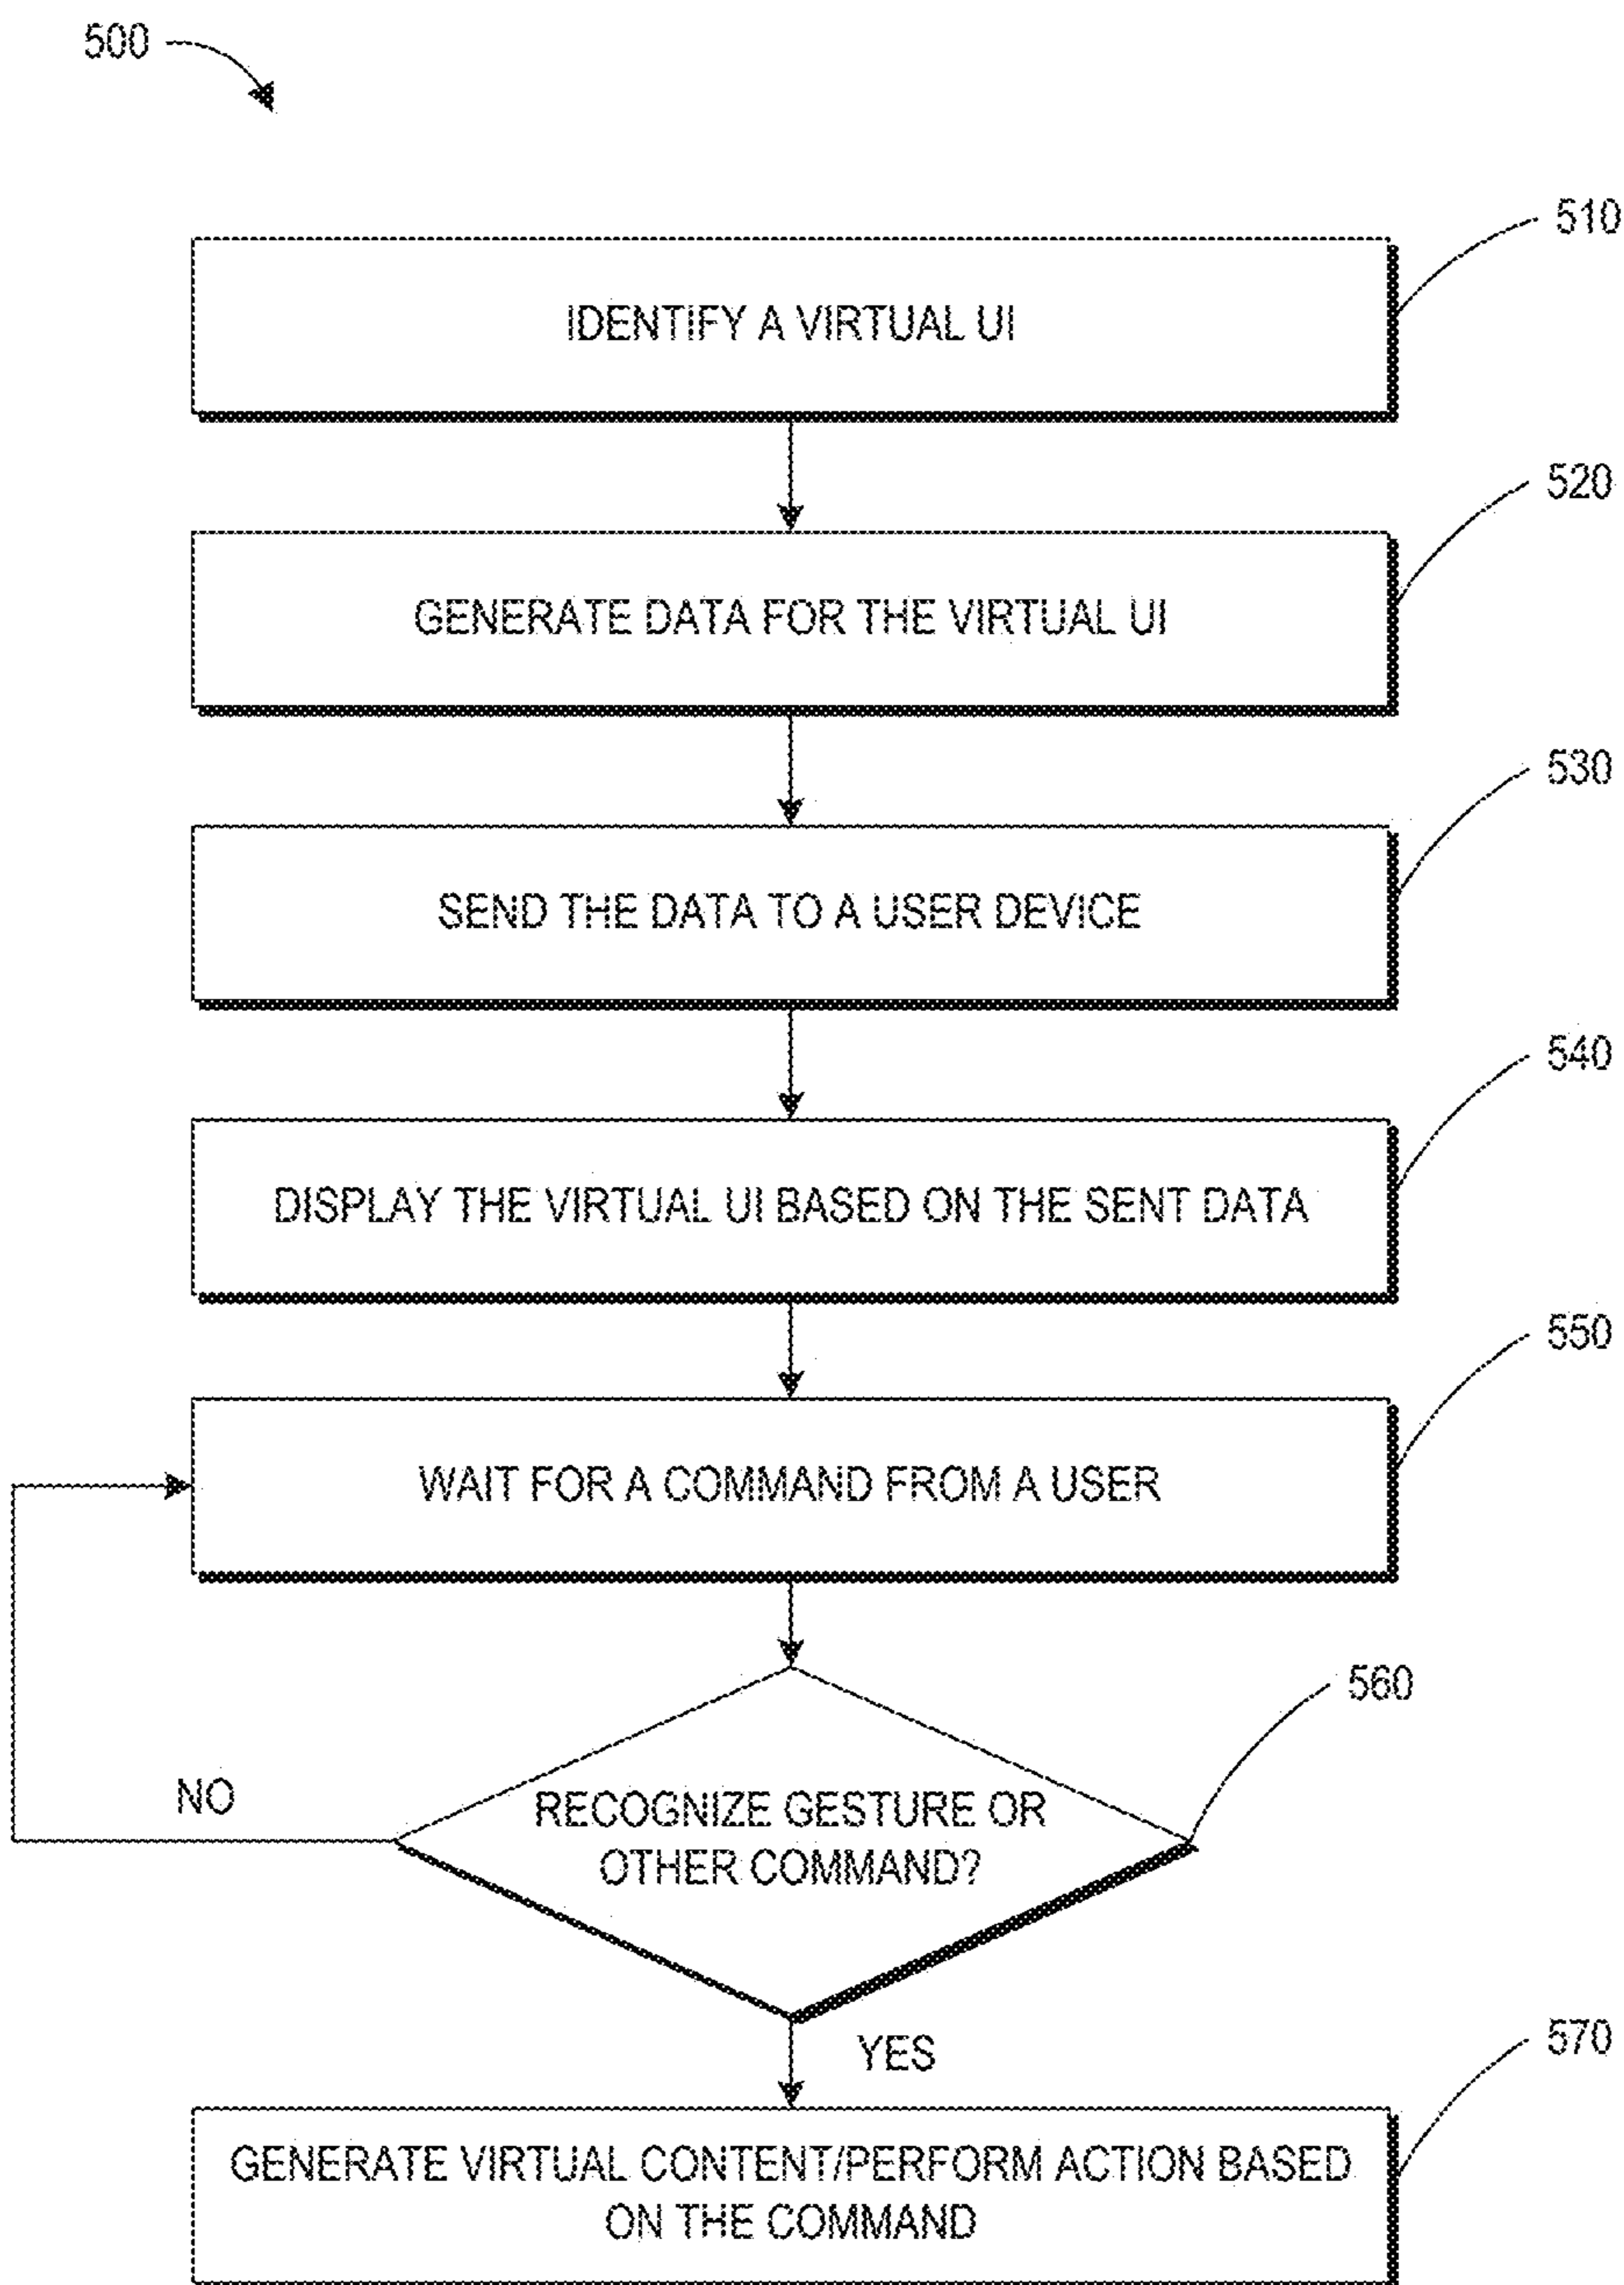 500
510
IDENTIFY A VIRTUAL UI
520
GENERATE DATA FOR THE VIRTUAL UI
530
SEND THE DATA TO A USER DEVICE
540
DISPLAY THE VIRTUAL UI BASED ON THE SENT DATA
550
WAIT FOR A COMMAND FROM A USER
560
NO
RECOGNIZE GESTURE OR
OTHER COMMAND?
YES
570
GENERATE VIRTUAL CONTENT/PERFORM ACTION BASED
ON THE COMMAND